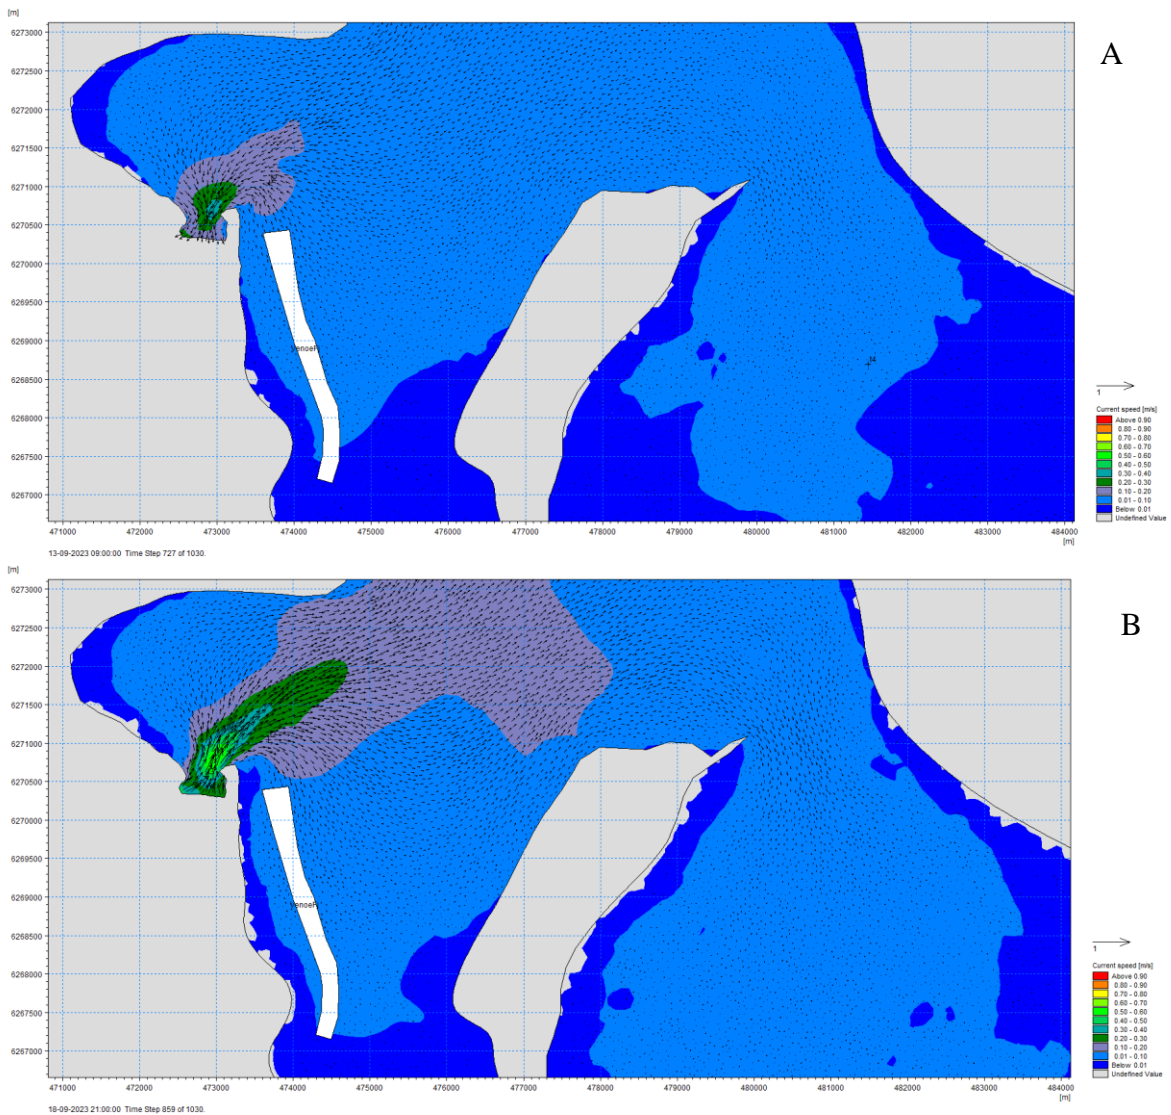 [m]
6273000
6272500
6272000
6271500
6271000
6270500
6270000
6269500
6269000
6268500
6268000
6267500
6267000
471000 472000 473000 474000 475000 476000 477000 478000 479000 480000 481000 482000 483000 484000
[m]
13-09-2023 09:00:00 Time Step 727 of 1030.
t4
A
1
Current speed [m/s]
Above 0.90
0.80 - 0.90
0.70 - 0.80
0.60 - 0.70
0.50 - 0.60
0.40 - 0.50
0.30 - 0.40
0.20 - 0.30
0.10 - 0.20
0.01 - 0.10
Below 0.01
Undefined Value
[m]
6273000
6272500
6272000
6271500
6271000
6270500
6270000
6269500
6269000
6268500
6268000
6267500
6267000
471000 472000 473000 474000 475000 476000 477000 478000 479000 480000 481000 482000 483000 484000
[m]
18-09-2023 21:00:00 Time Step 859 of 1030.
B
1
Current speed [m/s]
Above 0.90
0.80 - 0.90
0.70 - 0.80
0.60 - 0.70
0.50 - 0.60
0.40 - 0.50
0.30 - 0.40
0.20 - 0.30
0.10 - 0.20
0.01 - 0.10
Below 0.01
Undefined Value